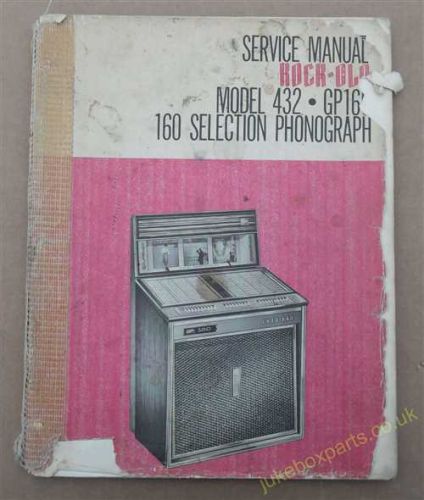 SERVICE MANUAL
ROCK-OLA
MODEL 432 • GP16
160 SELECTION PHONOGRAPH
jukeboxparts.co.uk